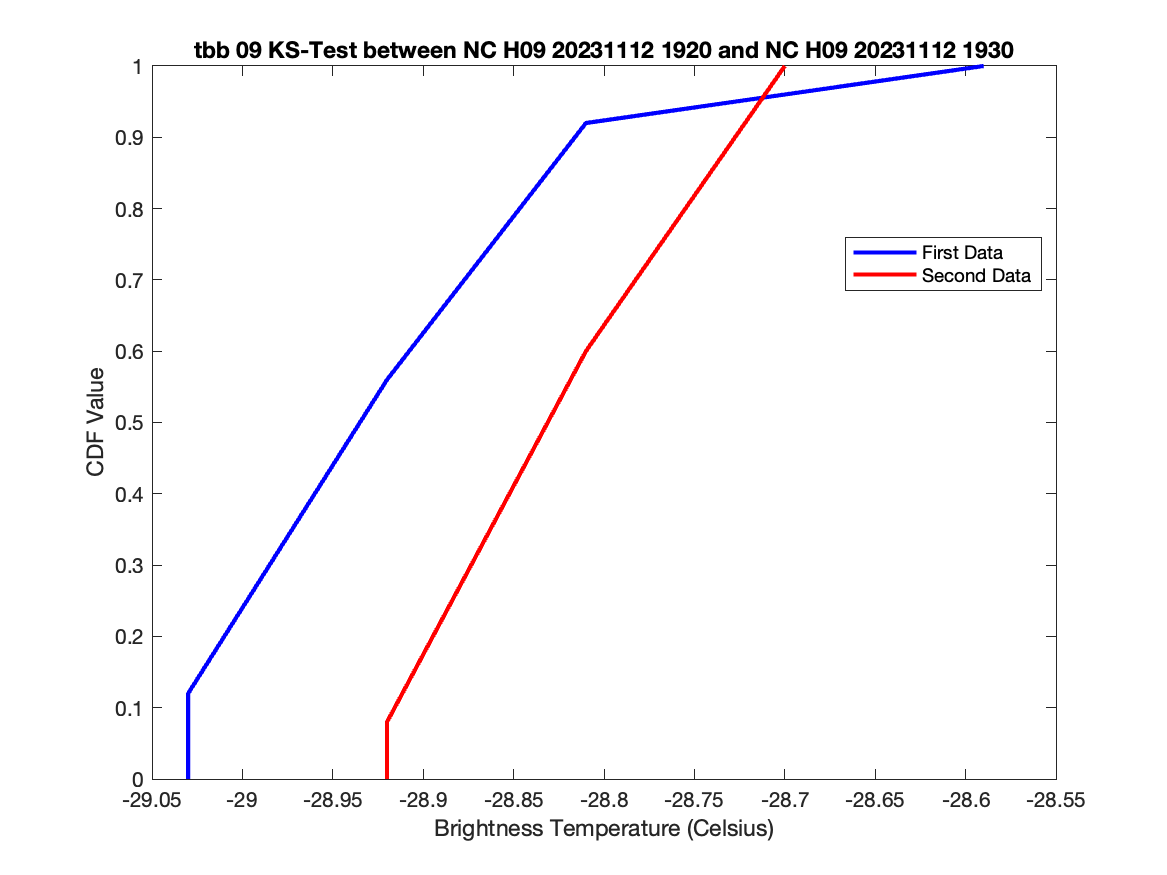 tbb 09 KS-Test between NC H09 20231112 1920 and NC H09 20231112 1930
1
0.9
0.8
0.7
0.6
0.5
0.4
0.3
0.2
0.1
0
CDF Value
First Data
Second Data
-29.05 -29 -28.95 -28.9 -28.85 -28.8 -28.75 -28.7 -28.65 -28.6 -28.55
Brightness Temperature (Celsius)